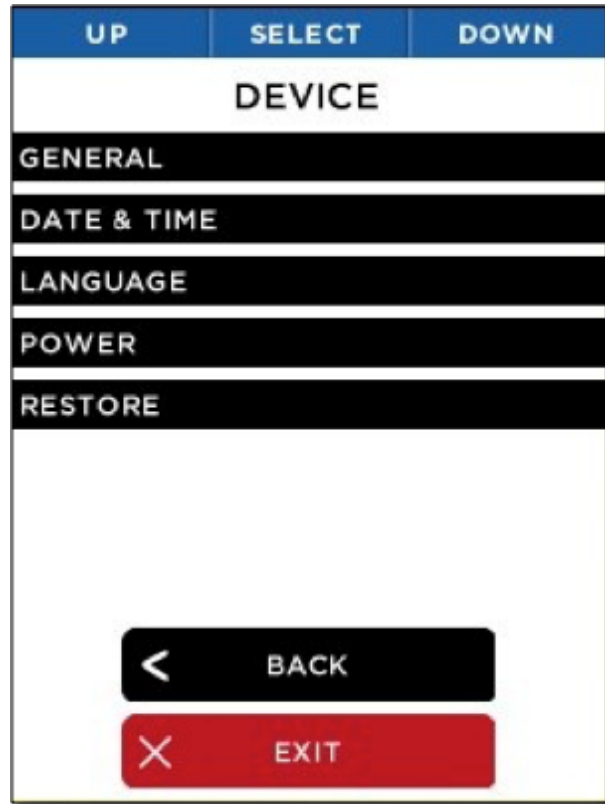 UP SELECT DOWN
DEVICE
GENERAL
DATE & TIME
LANGUAGE
POWER
RESTORE
< BACK
X EXIT